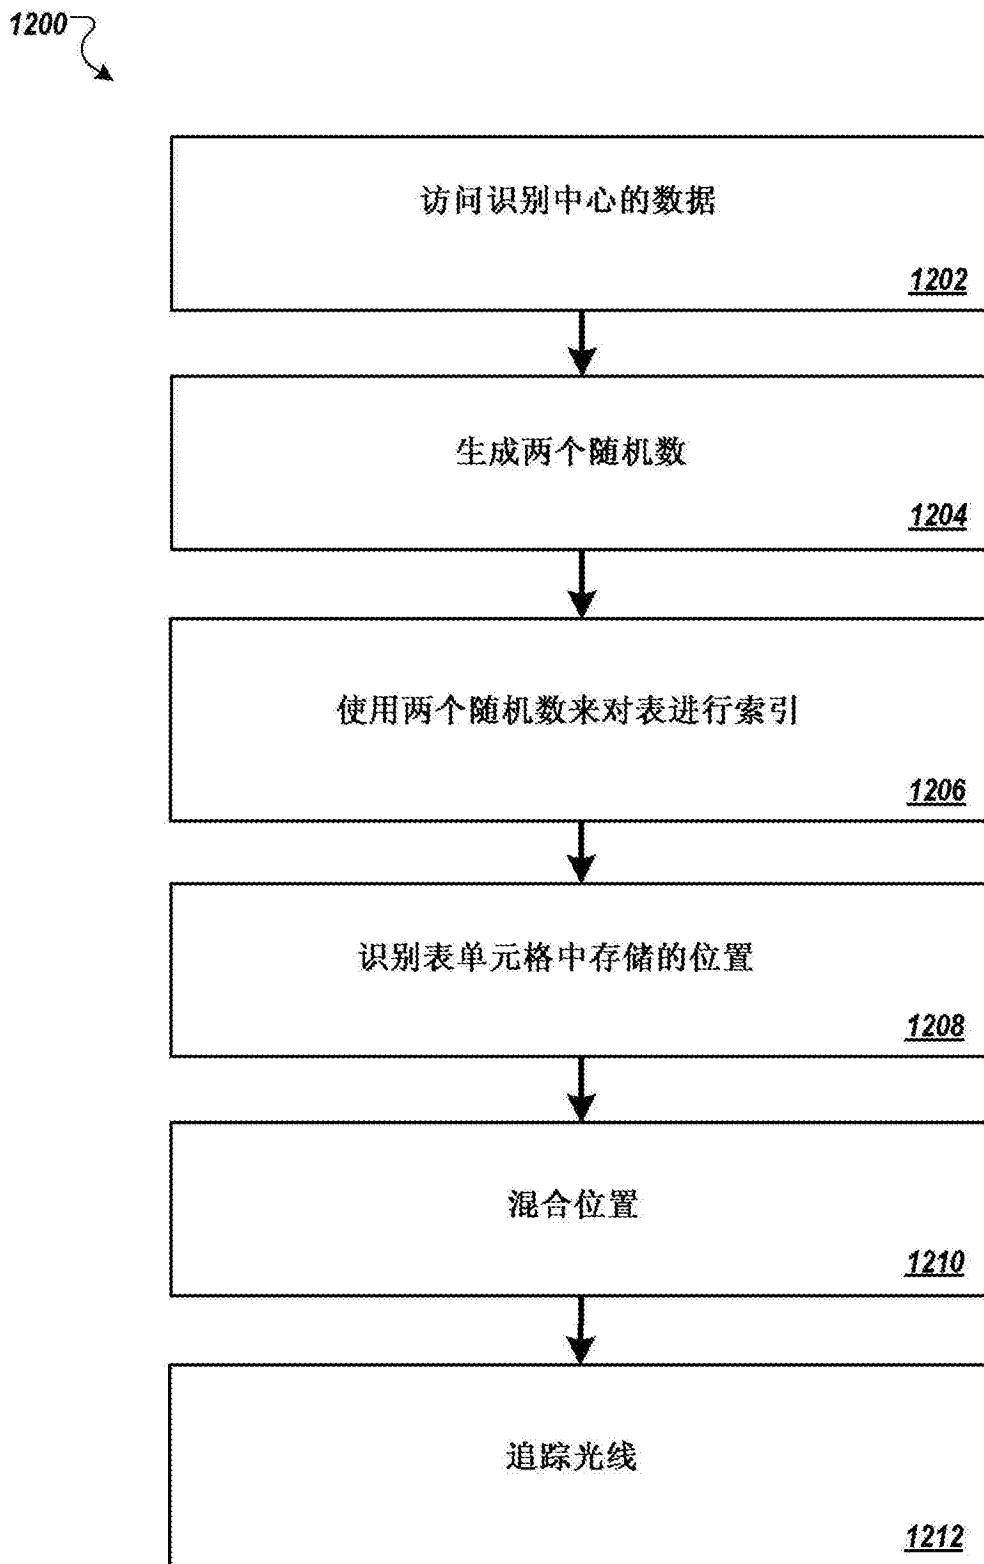 1200
访问识别中心的数据
1202
生成两个随机数
1204
使用两个随机数来对表进行索引
1206
识别表单元格中存储的位置
1208
混合位置
1210
追踪光线
1212